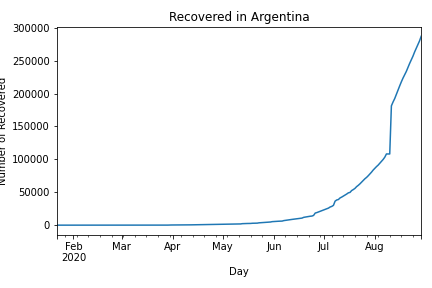 Recovered in Argentina
Number of Recovered
300000
250000
200000
150000
100000
50000
0
Feb Mar Apr May Jun Jul Aug
2020
Day